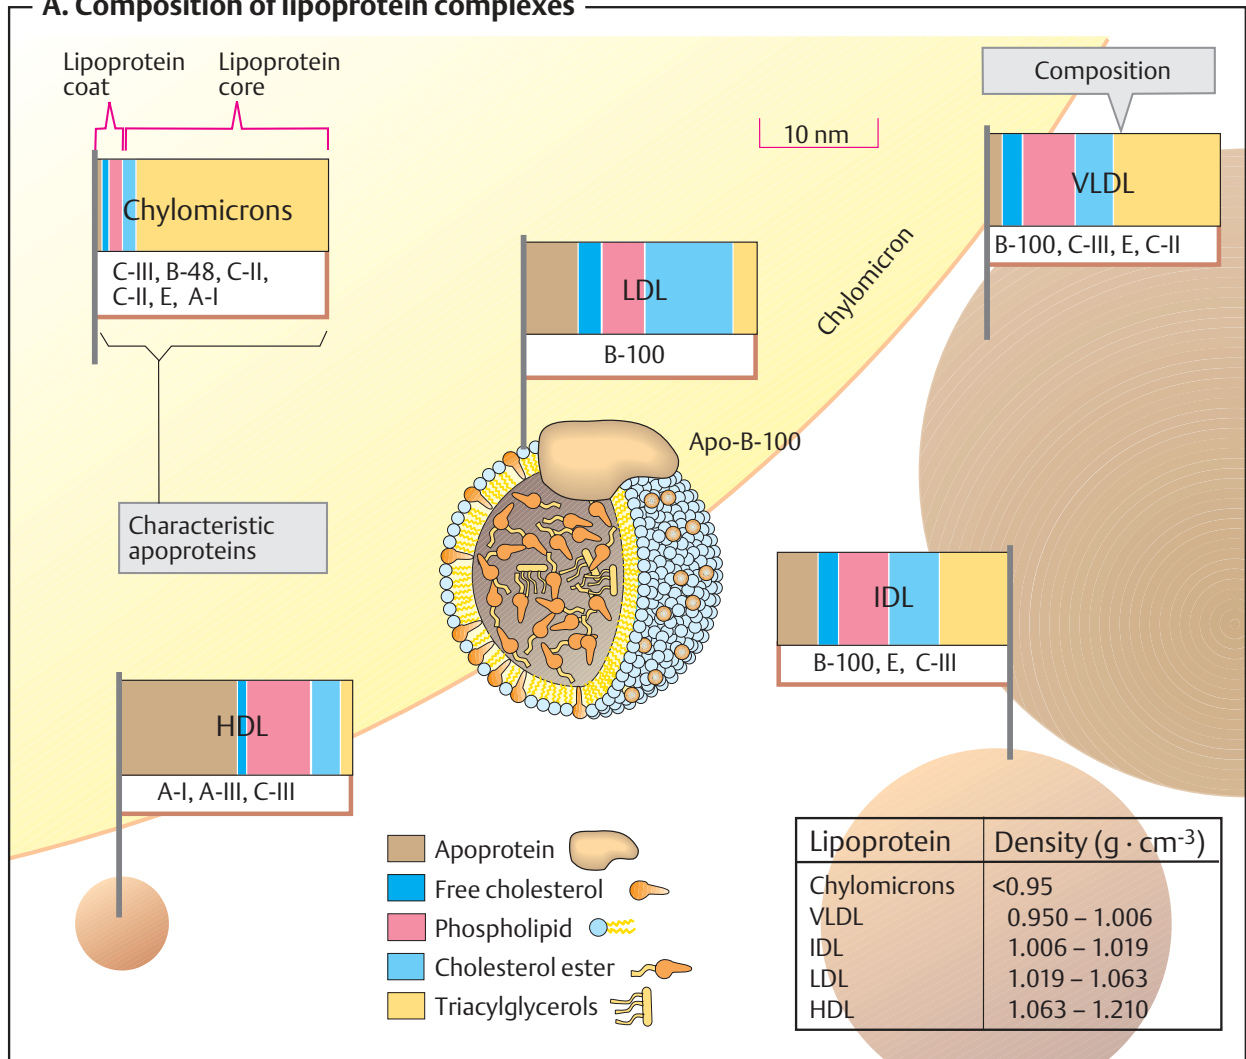 A. Composition of lipoprotein complexes
Lipoprotein
coat
Lipoprotein
core
Composition
10 nm
Chylomicrons
C-III, B-48, C-II,
C-II, E, A-I
VLDL
B-100, C-III, E, C-II
Chylomicron
LDL
B-100
Apo-B-100
Characteristic
apoproteins
IDL
B-100, E, C-III
HDL
A-I, A-III, C-III
Apoprotein
Free cholesterol
Phospholipid
Cholesterol ester
Triacylglycerols
Lipoprotein Density (g · cm-3)
Chylomicrons <0.95
VLDL 0.950 – 1.006
IDL 1.006 – 1.019
LDL 1.019 – 1.063
HDL 1.063 – 1.210